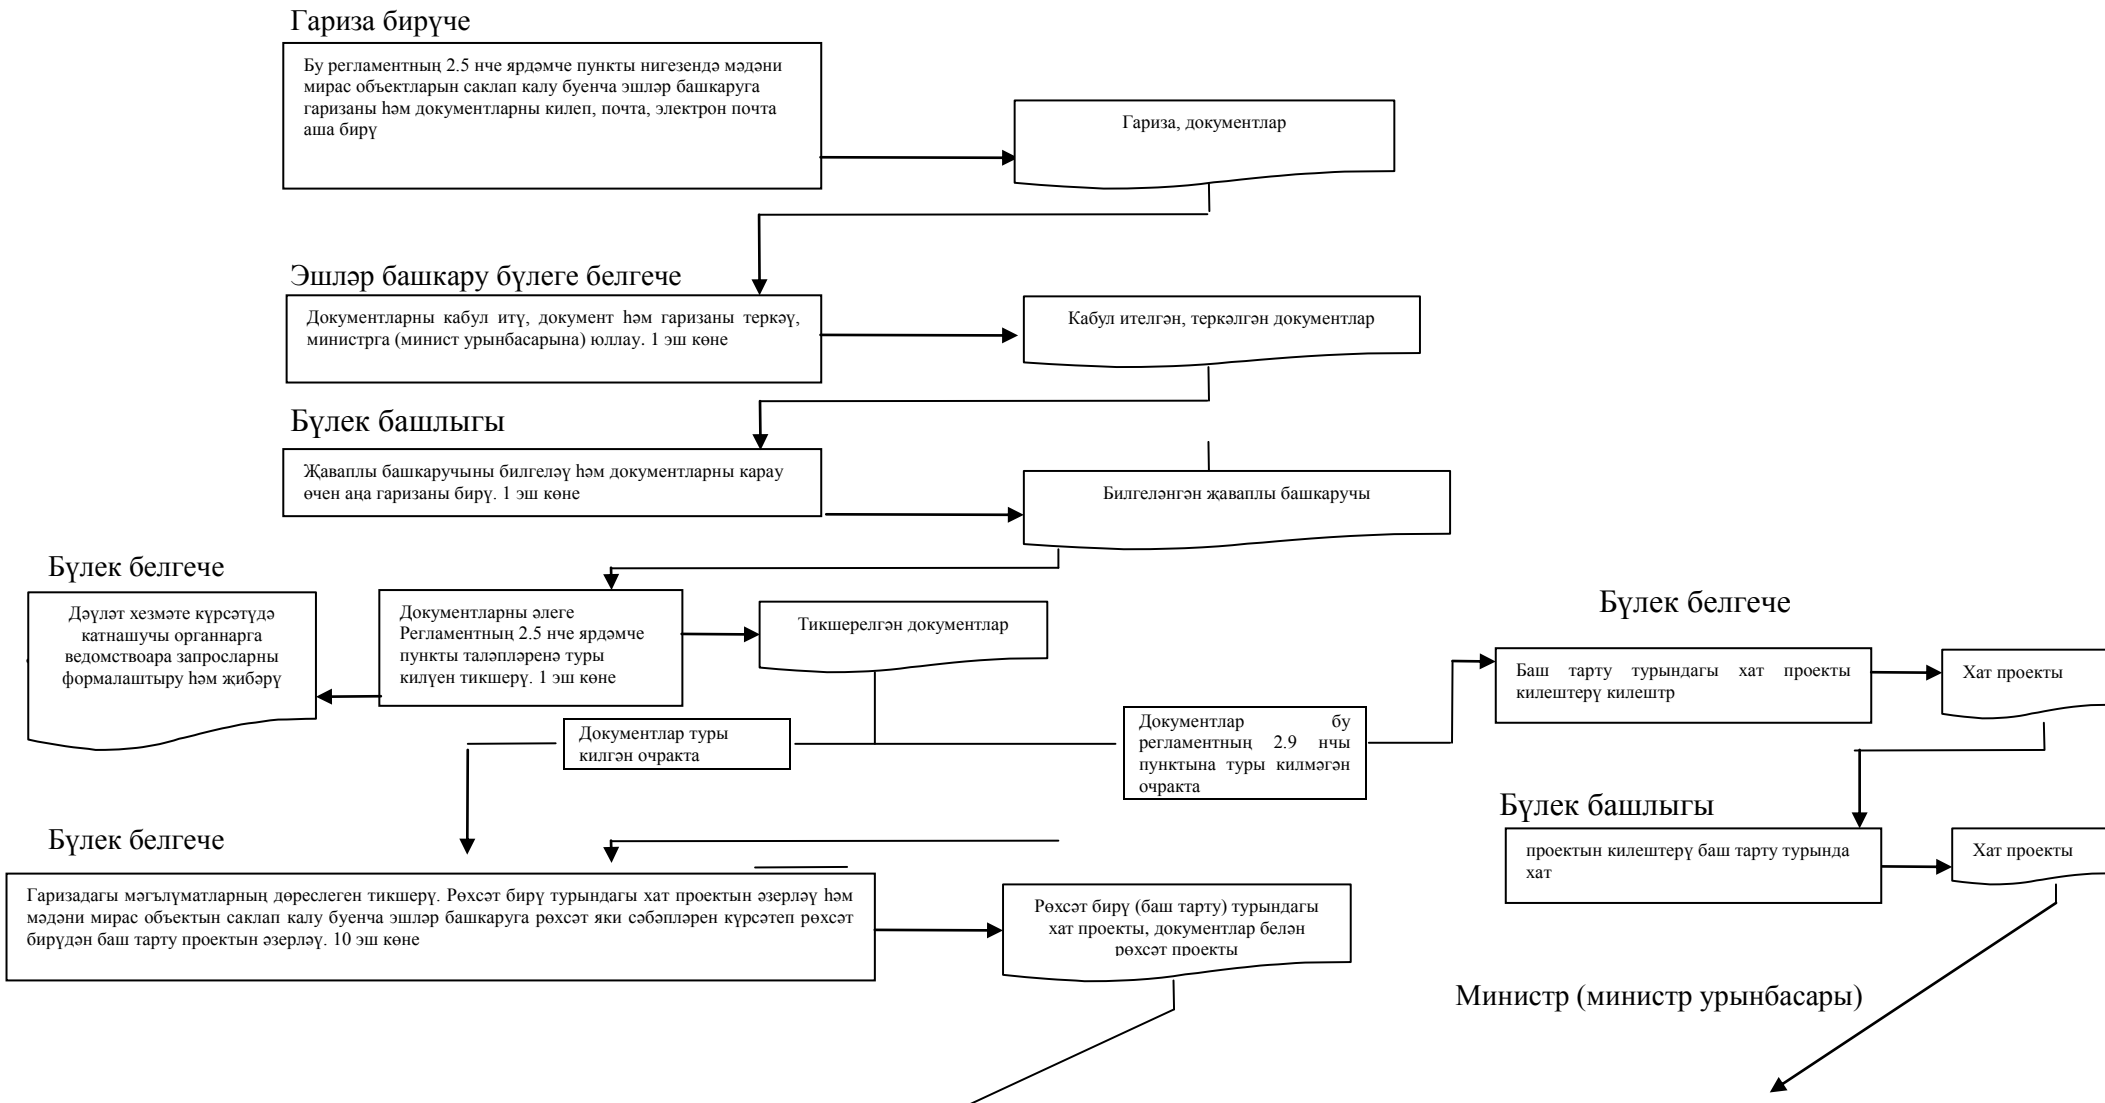 Гариза бирүче
Бу регламентның 2.5 нче ярдәмче пункты нигезендә мәдәни
мирас объектларын саклап калу буенча эшләр башкаруга
гаризаны һәм документларны килеп, почта, электрон почта
аша бирү
Гариза, документлар
Эшләр башкару бүлеге белгече
Документларны кабул итү, документ һәм гаризаны теркәү,
министрга (минист урынбасарына) юллау. 1 эш көне
Кабул ителгән, теркәлгән документлар
Бүлек башлыгы
Җаваплы башкаручыны билгеләү һәм документларны карау
өчен аңа гаризаны бирү. 1 эш көне
Билгеләнгән җаваплы башкаручы
Бүлек белгече
Дәүләт хезмәте күрсәтүдә
катнашучы органнарга
ведомствоара запросларны
формалаштыру һәм җибәрү
Документларны әлеге
Регламентның 2.5 нче ярдәмче
пункты таләпләренә туры
килүен тикшерү. 1 эш көне
Тикшерелгән документлар
Бүлек белгече
Баш тарту турындагы хат проекты
килештерү килештр
Хат проекты
Документлар туры
килгән очракта
Документлар бу
регламентның 2.9 нчы
пунктына туры килмәгән
очракта
Бүлек башлыгы
проектын килештерү баш тарту турында
хат
Хат проекты
Бүлек белгече
Гаризадагы мәгълүматларның дөреслеген тикшерү. Рөхсәт бирү турындагы хат проектын әзерләү һәм
мәдәни мирас объектын саклап калу буенча эшләр башкаруга рөхсәт яки сәбәпләрен күрсәтеп рөхсәт
бирүдән баш тарту проектын әзерләү. 10 эш көне
Рөхсәт бирү (баш тарту) турындагы
хат проекты, документлар белән
рөхсәт проекты
Министр (министр урынбасары)